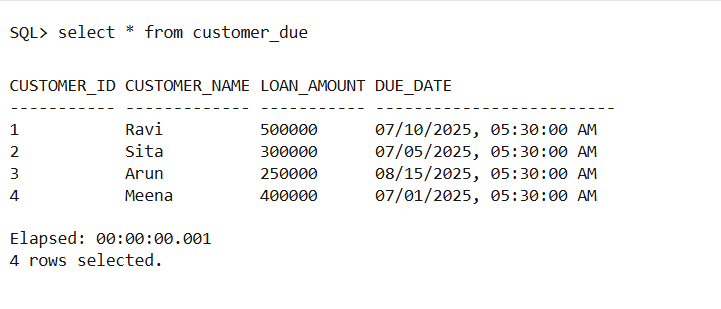 SQL> select * from customer_due
CUSTOMER_ID CUSTOMER_NAME LOAN_AMOUNT DUE_DATE
----------- ------------- ----------- -------------------------
1           Ravi          500000      07/10/2025, 05:30:00 AM
2           Sita          300000      07/05/2025, 05:30:00 AM
3           Arun          250000      08/15/2025, 05:30:00 AM
4           Meena         400000      07/01/2025, 05:30:00 AM
Elapsed: 00:00:00.001
4 rows selected.